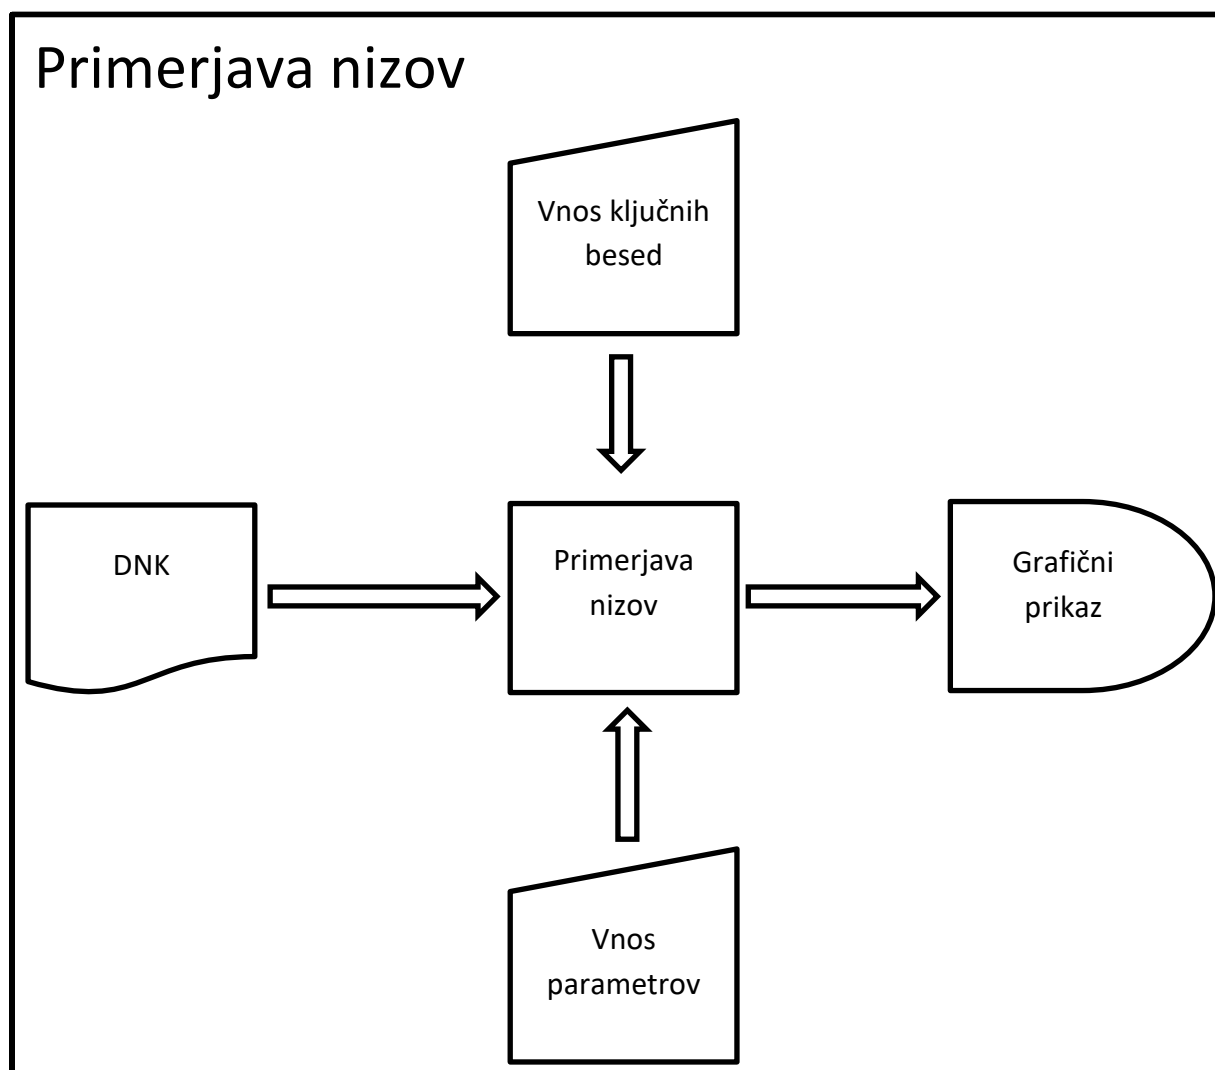 Primerjava nizov
Vnos ključnih
besed
DNK
Primerjava
nizov
Grafični
prikaz
Vnos
parametrov